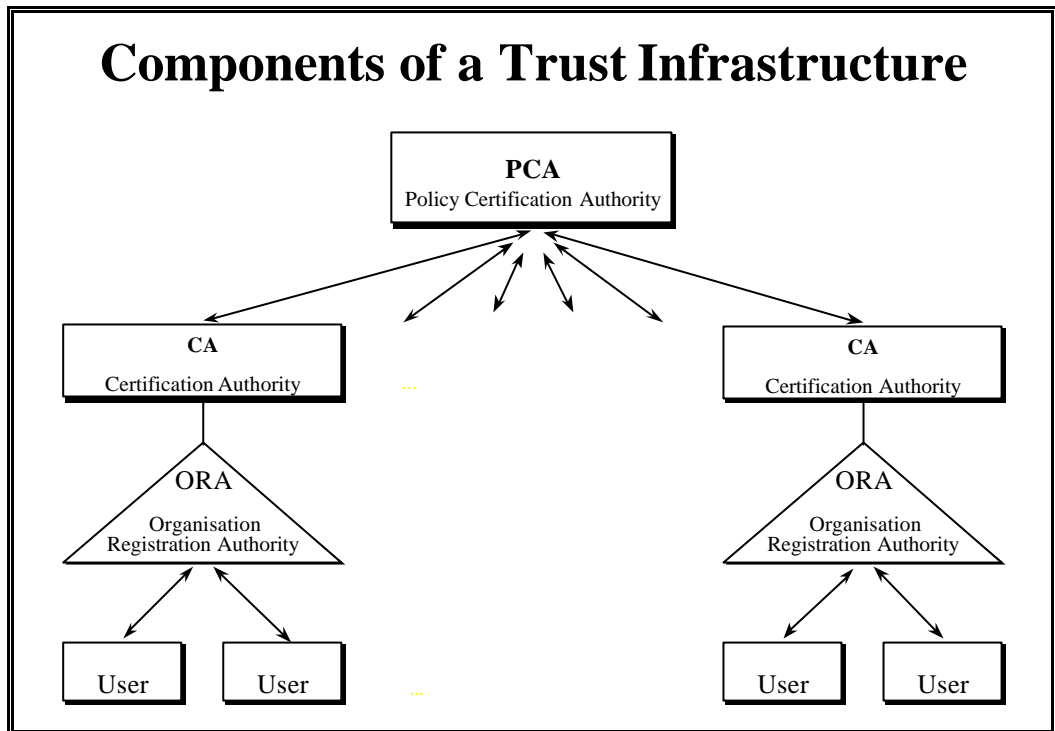 Components of a Trust Infrastructure
PCA
Policy Certification Authority
CA
Certification Authority
...
CA
Certification Authority
ORA
Organisation
Registration Authority
ORA
Organisation
Registration Authority
User
User
...
User
User